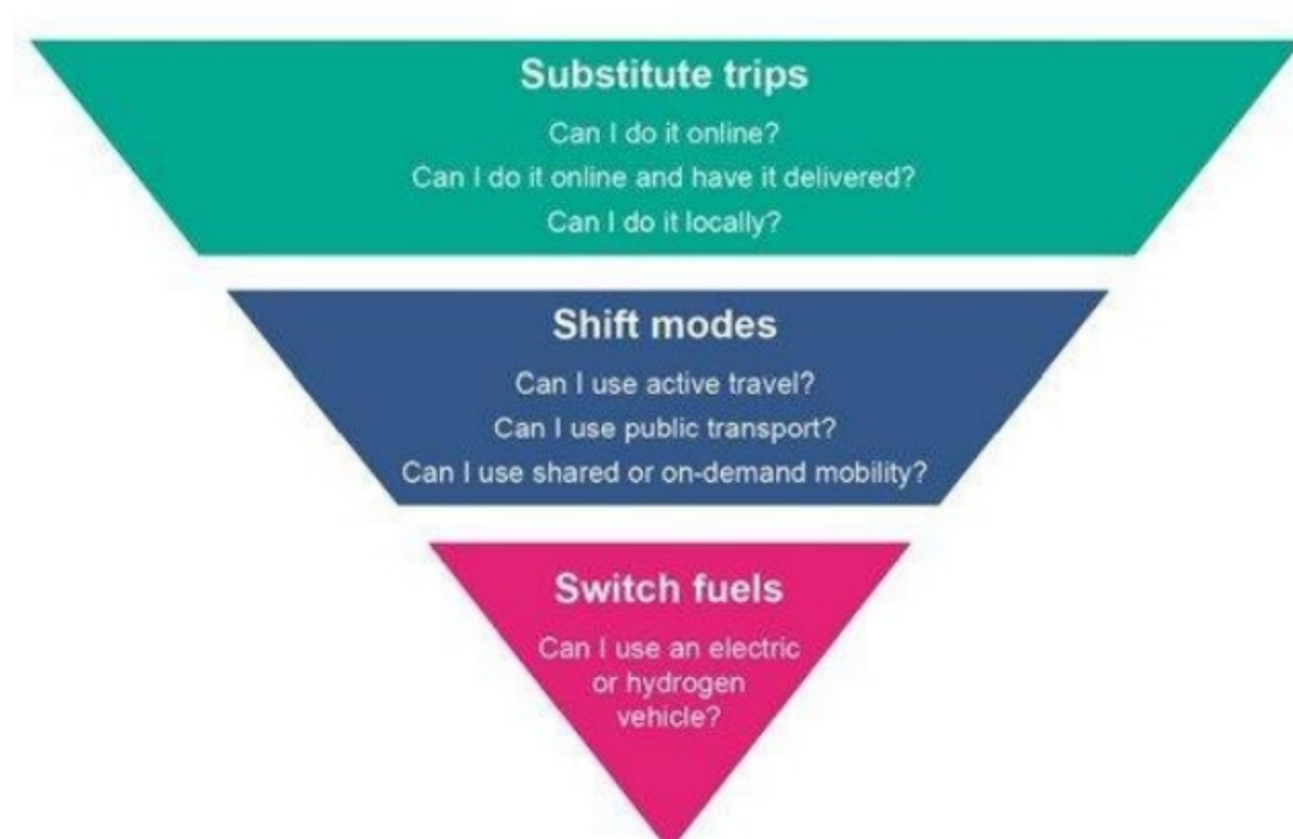 Substitute trips
Can I do it online?
Can I do it online and have it delivered?
Can I do it locally?
Shift modes
Can I use active travel?
Can I use public transport?
Can I use shared or on-demand mobility?
Switch fuels
Can I use an electric
or hydrogen
vehicle?